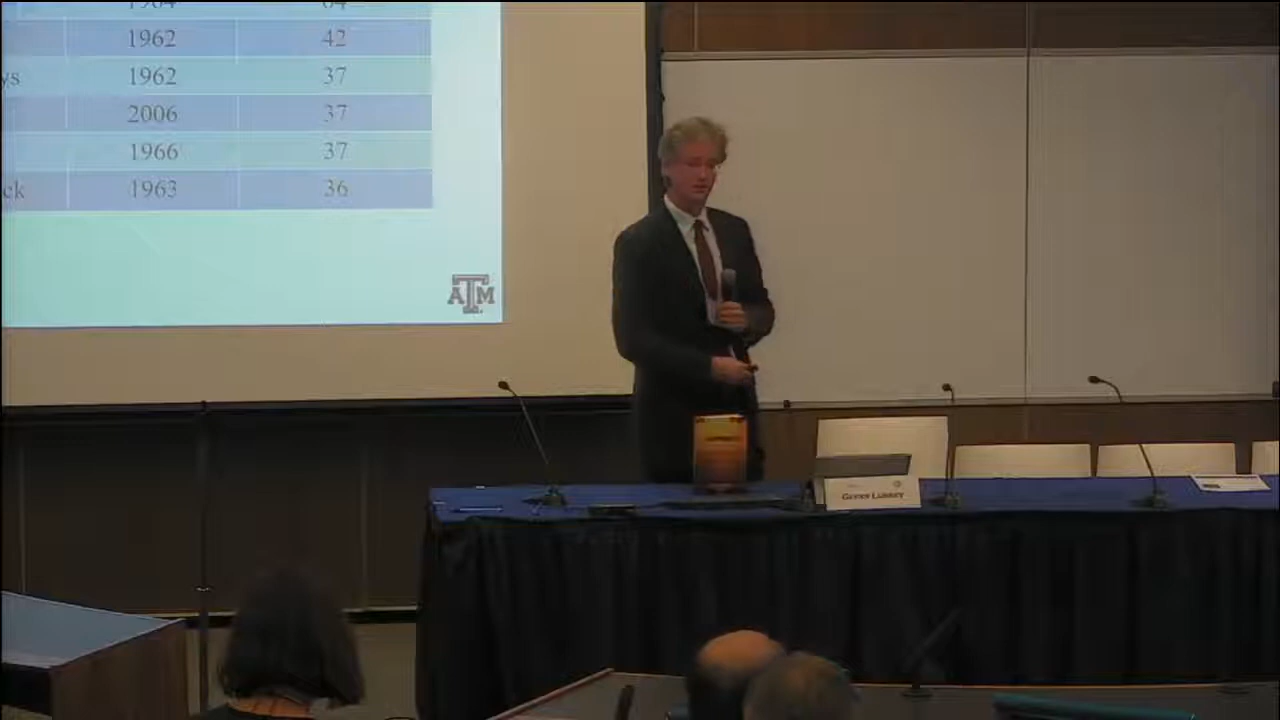 1962 42
ys 1962 37
2006 37
1966 37
ck 1963 36
ATM